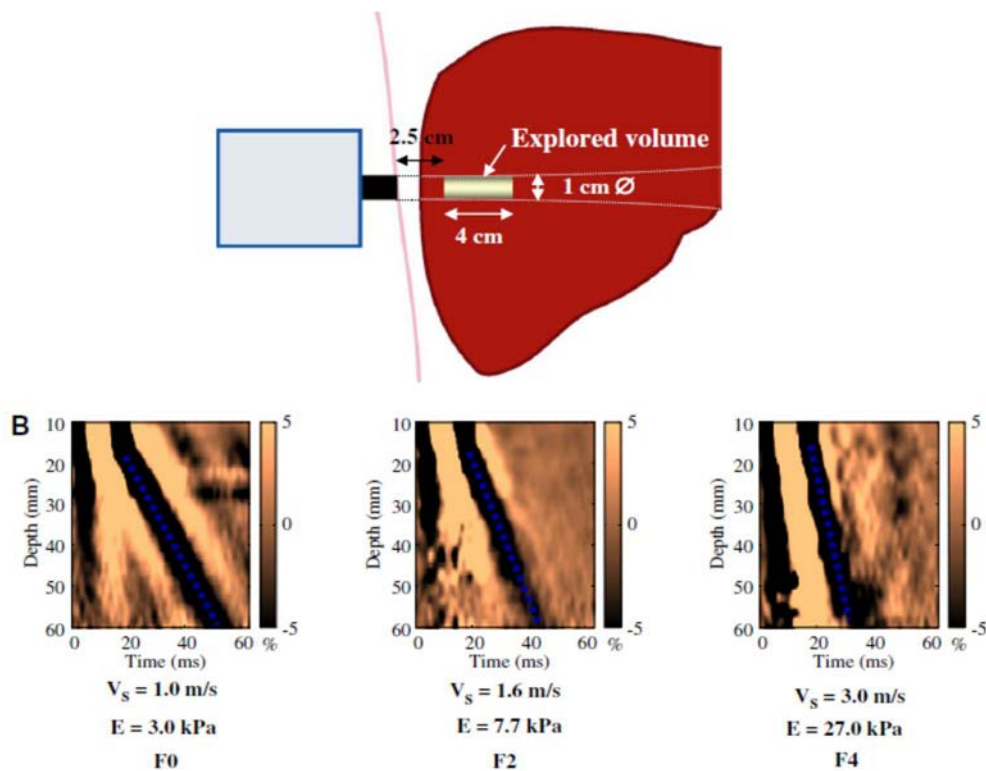 2.5 cm
Explored volume
1 cm Ø
4 cm
B
10
20
30
40
50
60
Depth (mm)
0 20 40 60
Time (ms)
5
0
-5
%
V_S = 1.0 m/s
E = 3.0 kPa
F0
10
20
30
40
50
60
Depth (mm)
0 20 40 60
Time (ms)
5
0
-5
%
V_S = 1.6 m/s
E = 7.7 kPa
F2
10
20
30
40
50
60
Depth (mm)
0 20 40 60
Time (ms)
5
0
-5
%
V_S = 3.0 m/s
E = 27.0 kPa
F4